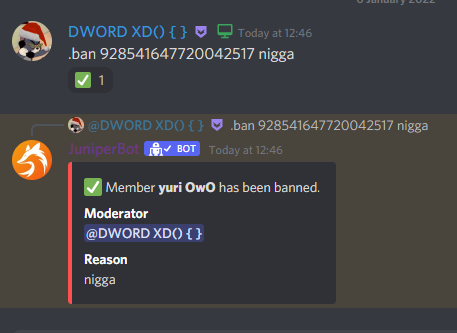 6 January 2022
DWORD XD() { } Today at 12:46
.ban 928541647720042517 nigga
1
@DWORD XD() { } .ban 928541647720042517 nigga
JuniperBot BOT Today at 12:46
Member yuri OwO has been banned.
Moderator
@DWORD XD() { }
Reason
nigga